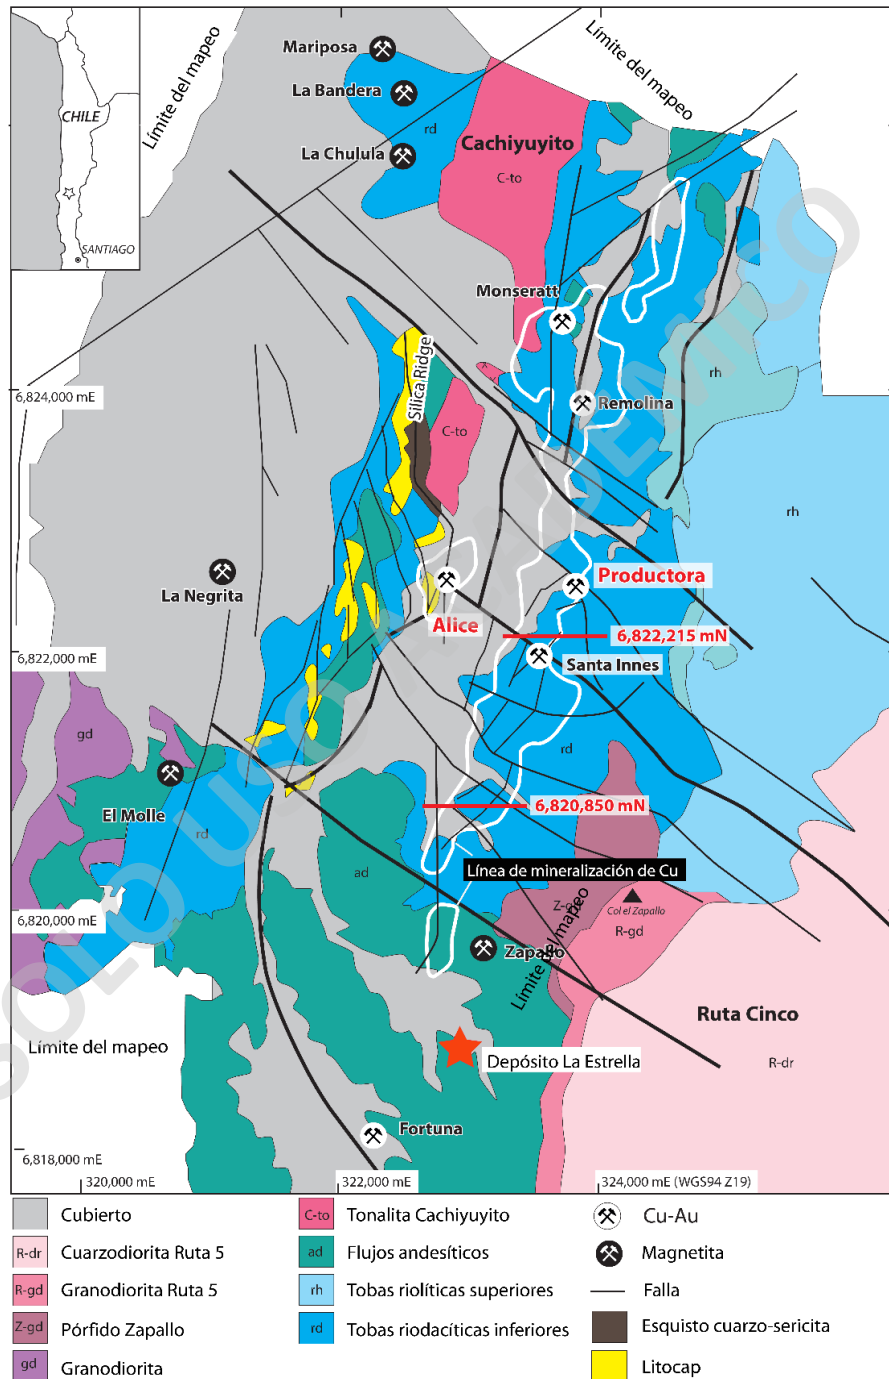 Límite del mapeo
Mariposa
La Bandera
La Chulula
rd
Cachiyuyito
C-to
Límite del mapeo
CHILE
SANTIAGO
Monseratt
Remolina
rh
Silica Ridge
C-to
6,824,000 mE
rh
La Negrita
Productora
Alice
6,822,215 mN
Santa Innes
6,822,000 mE
gd
rd
El Molle
rd
6,820,850 mN
ad
Línea de mineralización de Cu
Col el Zapallo
R-gd
6,820,000 mE
Zapallo
Límite del mapeo
Ruta Cinco
R-dr
Límite del mapeo
Depósito La Estrella
Fortuna
6,818,000 mE
320,000 mE
322,000 mE
324,000 mE (WGS94 Z19)
SOLO USO ACADEMICO
Cubierto
R-dr Cuarzodiorita Ruta 5
R-gd Granodiorita Ruta 5
Z-gd Pórfido Zapallo
gd Granodiorita
C-to Tonalita Cachiyuyito
ad Flujos andesíticos
rh Tobas riolíticas superiores
rd Tobas riodacíticas inferiores
Cu-Au
Magnetita
Falla
Esquisto cuarzo-sericita
Litocap